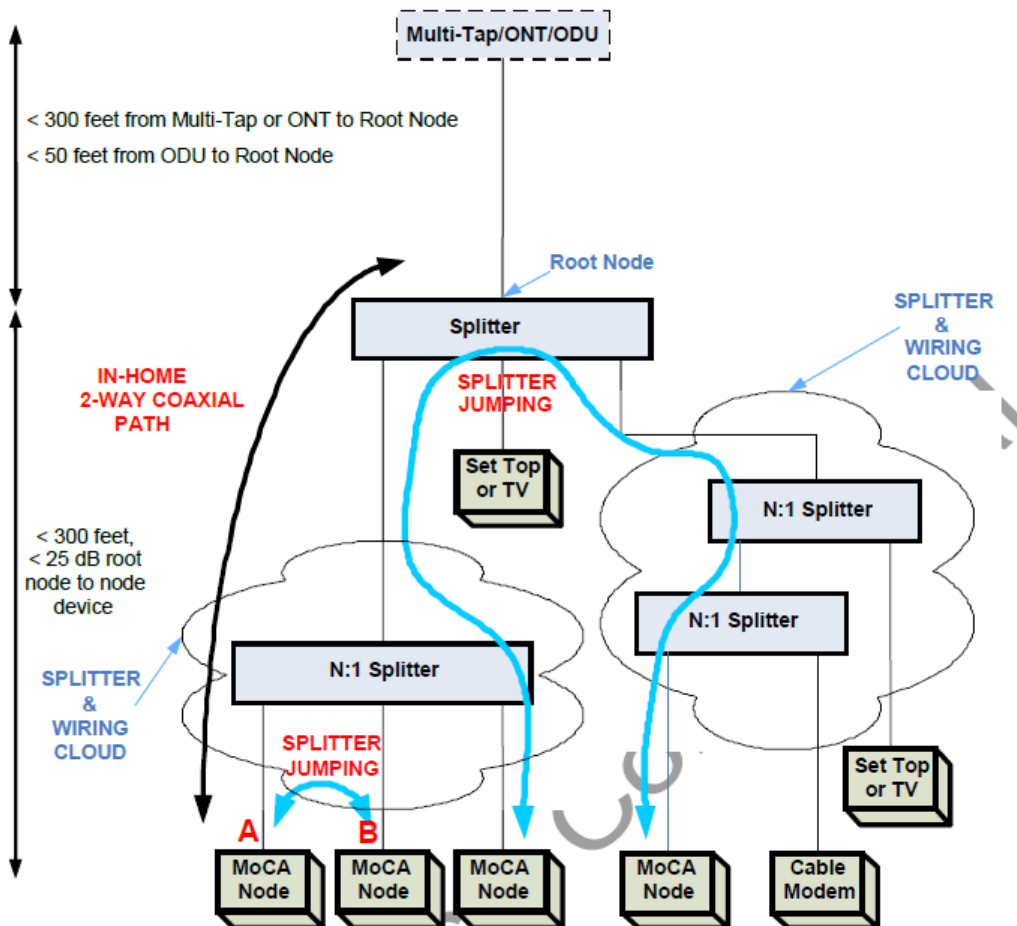 Multi-Tap/ONT/ODU
< 300 feet from Multi-Tap or ONT to Root Node
< 50 feet from ODU to Root Node
Root Node
Splitter
SPLITTER
&
WIRING
CLOUD
IN-HOME
2-WAY COAXIAL
PATH
SPLITTER
JUMPING
Set Top
or TV
N:1 Splitter
< 300 feet,
< 25 dB root
node to node
device
N:1 Splitter
N:1 Splitter
SPLITTER
&
WIRING
CLOUD
SPLITTER
JUMPING
Set Top
or TV
A
B
MoCA
Node
MoCA
Node
MoCA
Node
MoCA
Node
Cable
Modem